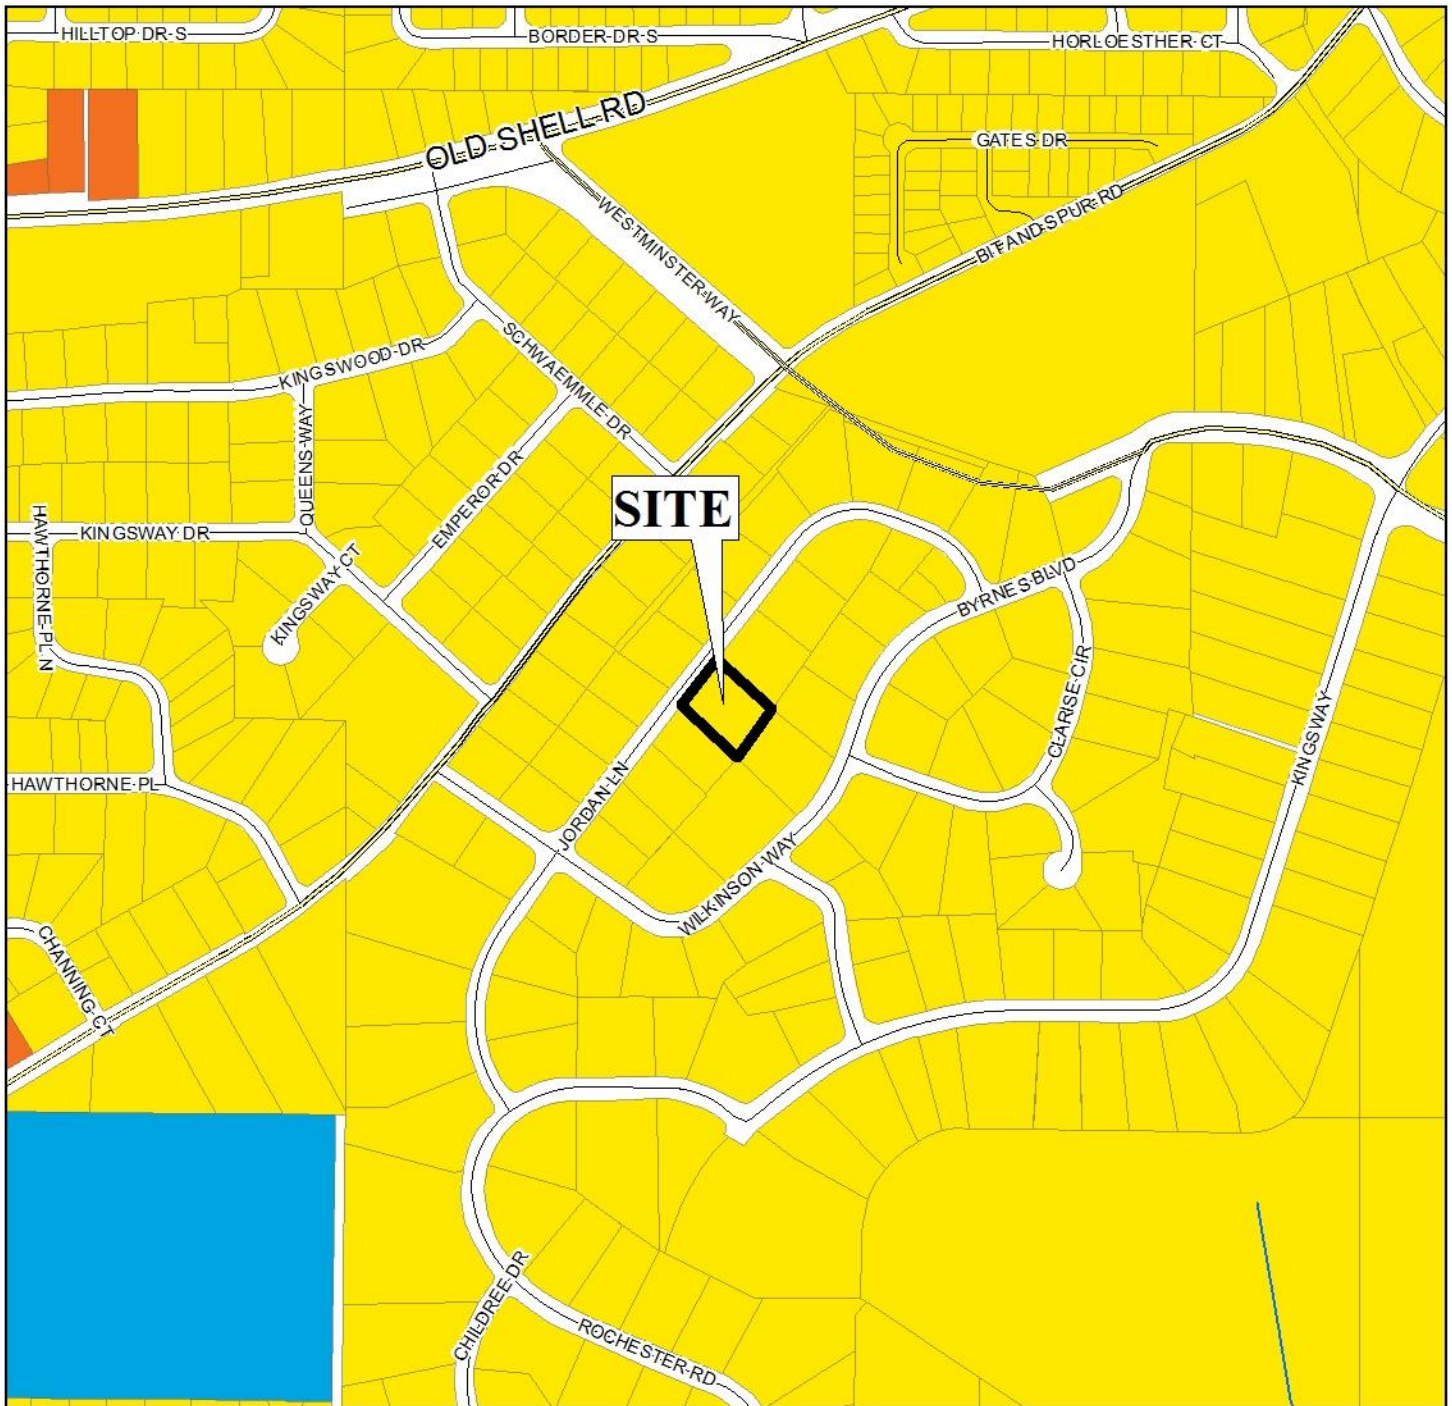 HILLTOP DR S
BORDER DR S
HORLOESTHER CT
OLD SHELL RD
GATES DR
WESTMINSTER WAY
BIT AND SPUR RD
SCHWAEMMLE DR
KINGSWOOD DR
QUEENS WAY
EMPEROR DR
SITE
HAWTHORNE PL N
KINGSWAY DR
KINGSWAY CT
BYRNES BLVD
CLARISE CIR
KINGSWAY
HAWTHORNE PL
JORDAN LN
WILKINSON WAY
CHANNING CT
CHILDREE DR
ROCHESTER RD